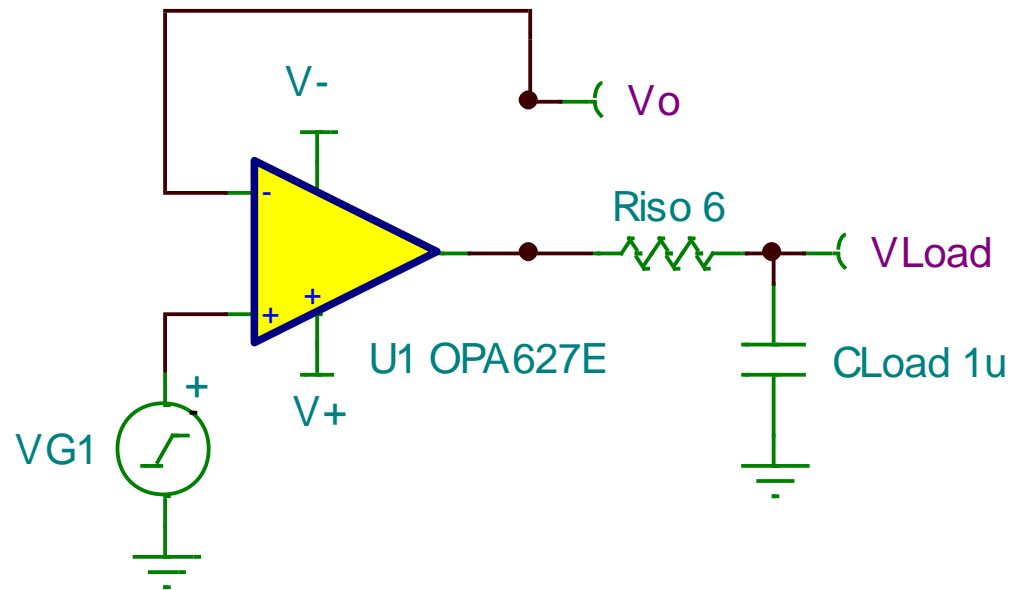 V-
Vo
Riso 6
VLoad
-
+
+
U1 OPA627E
CLoad 1u
+
V+
VG1